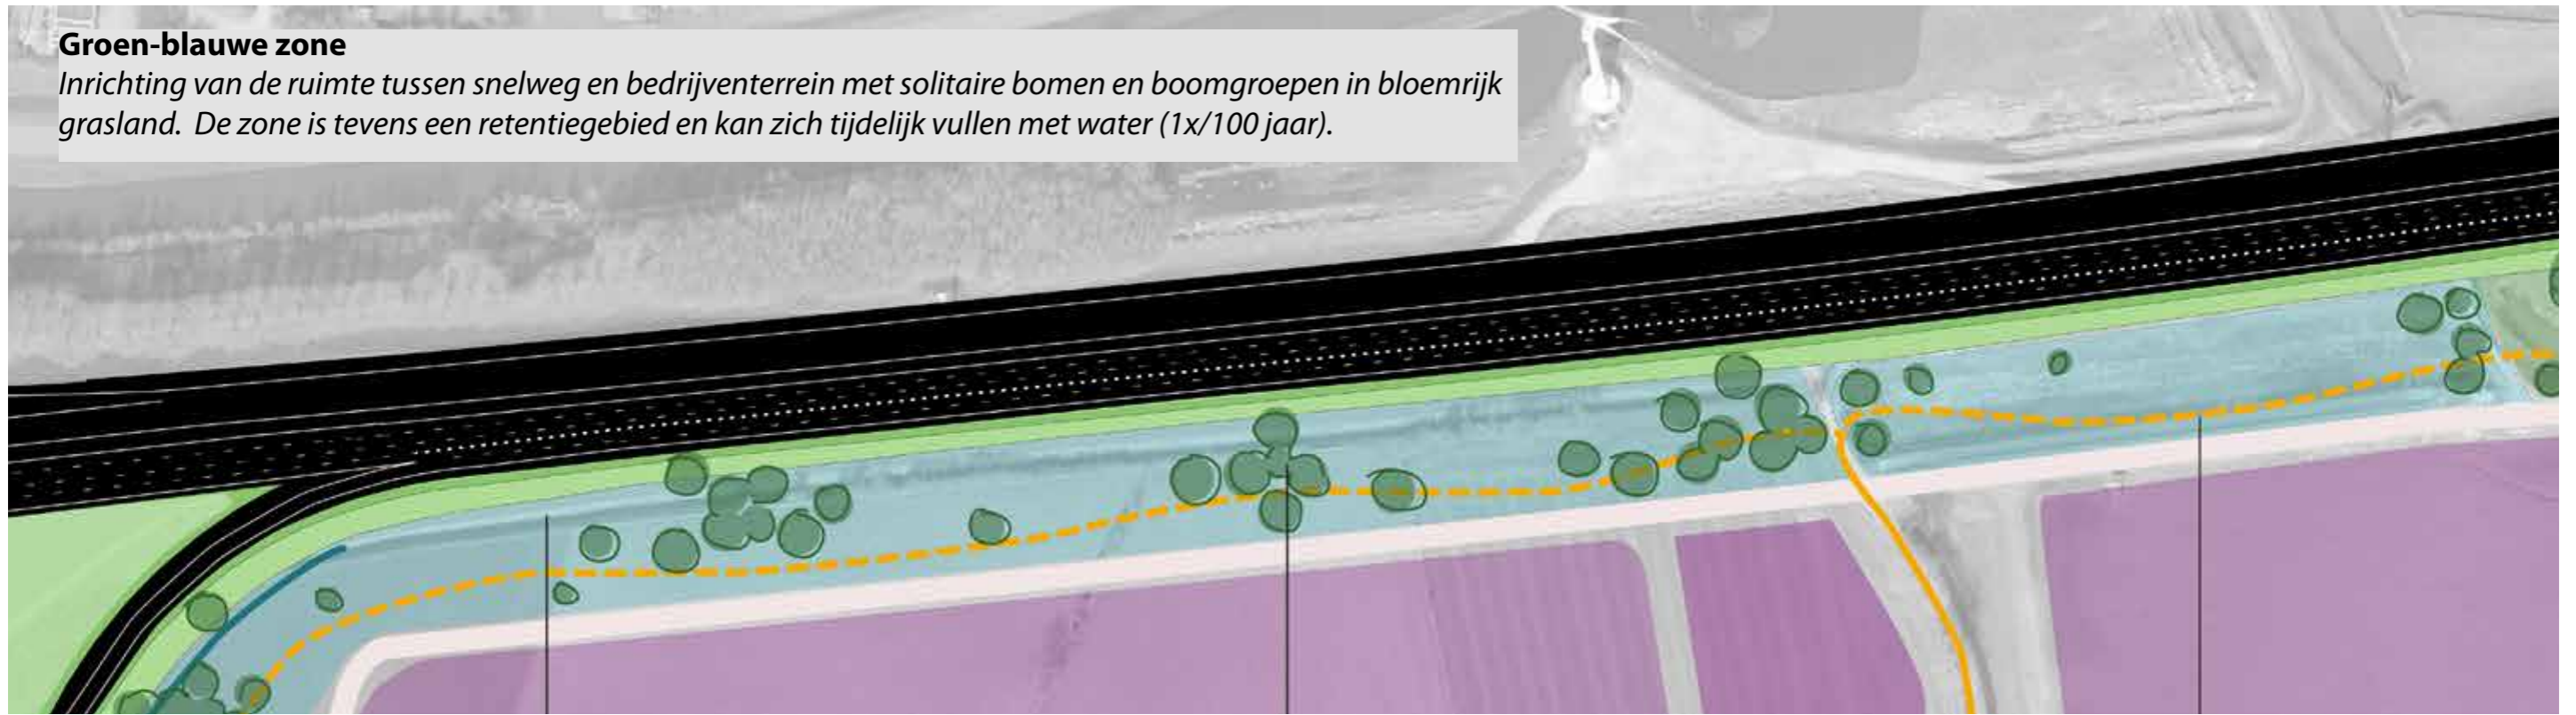 Groen-blauwe zone
Inrichting van de ruimte tussen snelweg en bedrijventerrein met solitaire bomen en boomgroepen in bloemrijk
grasland.  De zone is tevens een retentiegebied en kan zich tijdelijk vullen met water (1x/100 jaar).